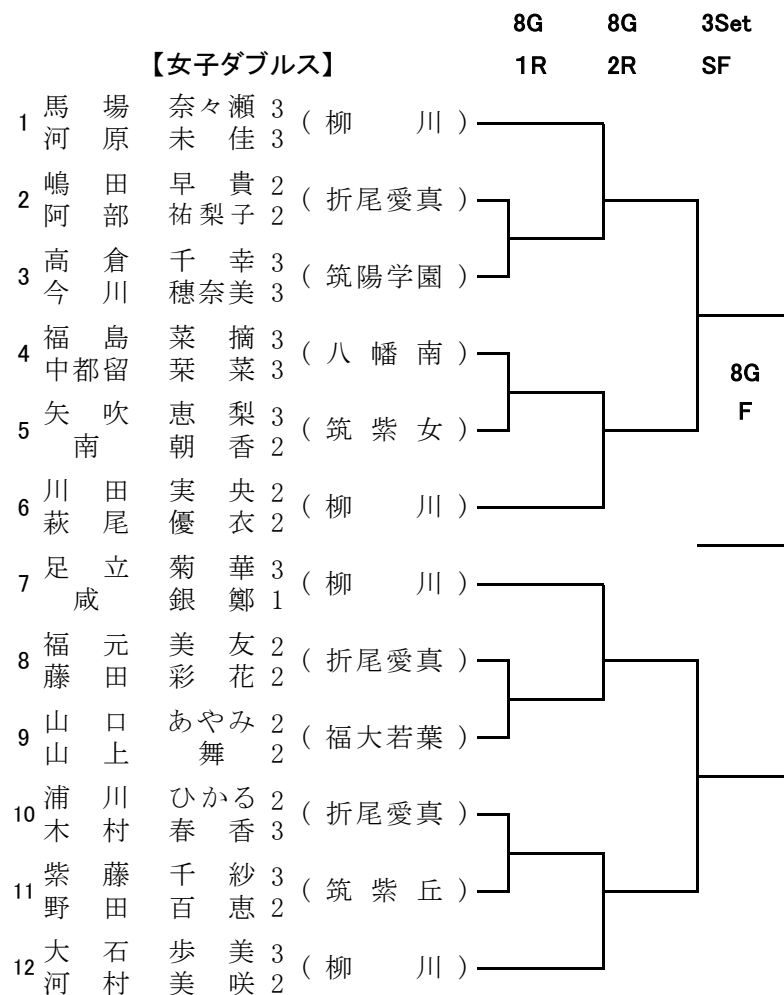 8G 8G 3Set
【女子ダブルス】 1R 2R SF
1 馬場 奈々瀬 3 (柳川)
河原 未佳 3
2 嶋田 早貴 2 (折尾愛真)
阿部 祐梨子 2
3 高倉 千幸 3 (筑陽学園)
今川 穂奈美 3
4 福島 菜摘 3 (八幡南)
中都留 栞菜 3
8G
F
5 矢吹 恵梨 3 (筑紫女)
南 朝香 2
6 川田 実央 2 (柳川)
萩尾 優衣 2
7 足立 菊華 3 (柳川)
咸 銀鄭 1
8 福元 美友 2 (折尾愛真)
藤田 彩花 2
9 山口 あやみ 2 (福大若葉)
山上 舞 2
10 浦川 ひかる 2 (折尾愛真)
木村 春香 3
11 紫藤 千紗 3 (筑紫丘)
野田 百恵 2
12 大石 歩美 3 (柳川)
河村 美咲 2